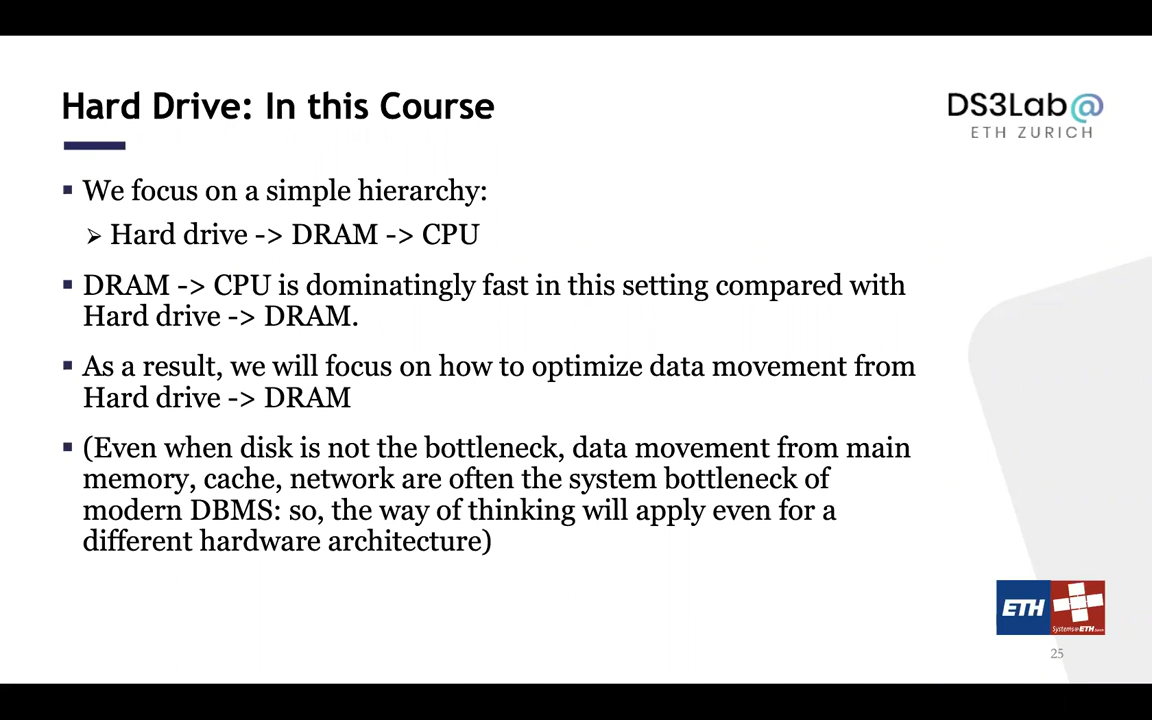 Hard Drive: In this Course
DS3Lab@
ETH ZURICH
▪ We focus on a simple hierarchy:
➢ Hard drive -> DRAM -> CPU
▪ DRAM -> CPU is dominatingly fast in this setting compared with
Hard drive -> DRAM.
▪ As a result, we will focus on how to optimize data movement from
Hard drive -> DRAM
▪ (Even when disk is not the bottleneck, data movement from main
memory, cache, network are often the system bottleneck of
modern DBMS: so, the way of thinking will apply even for a
different hardware architecture)
ETH
Systems@ETH Zürich
25